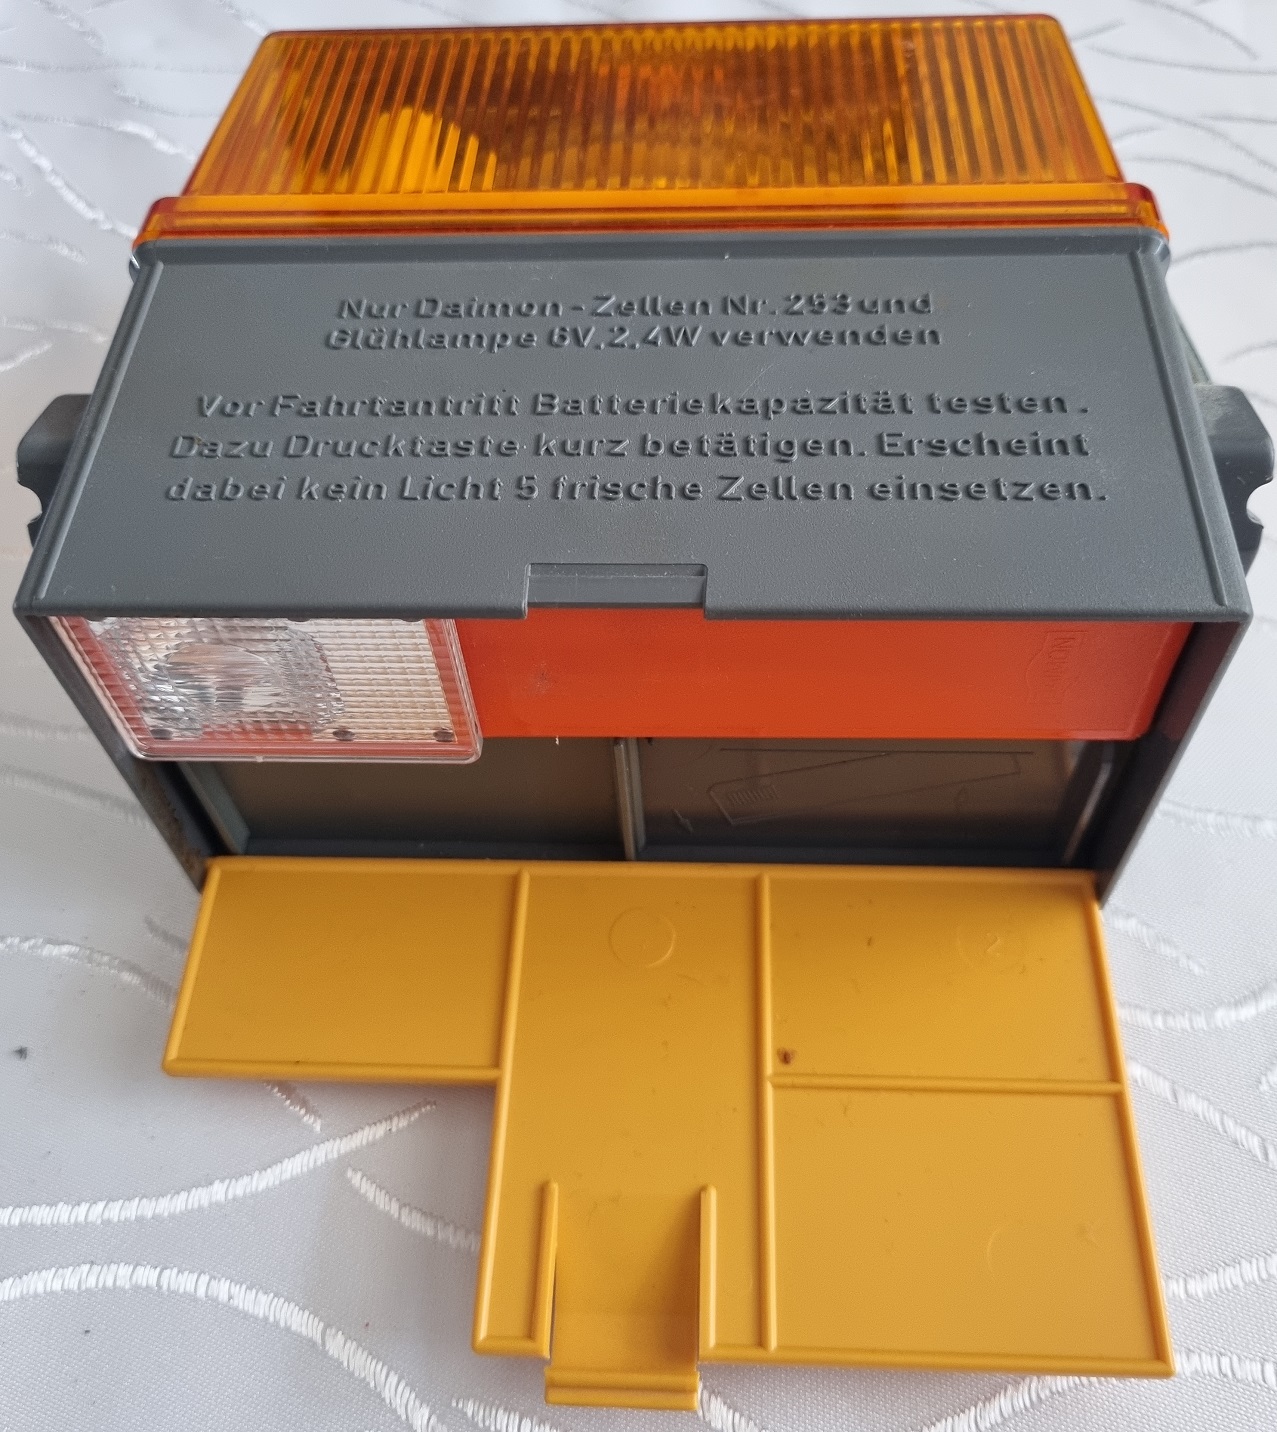 Nur Daimon - Zellen Nr. 253 und
Glühlampe 6V, 2,4W verwenden
Vor Fahrtantritt Batteriekapazität testen.
Dazu Drucktaste kurz betätigen. Erscheint
dabei kein Licht 5 frische Zellen einsetzen.
2